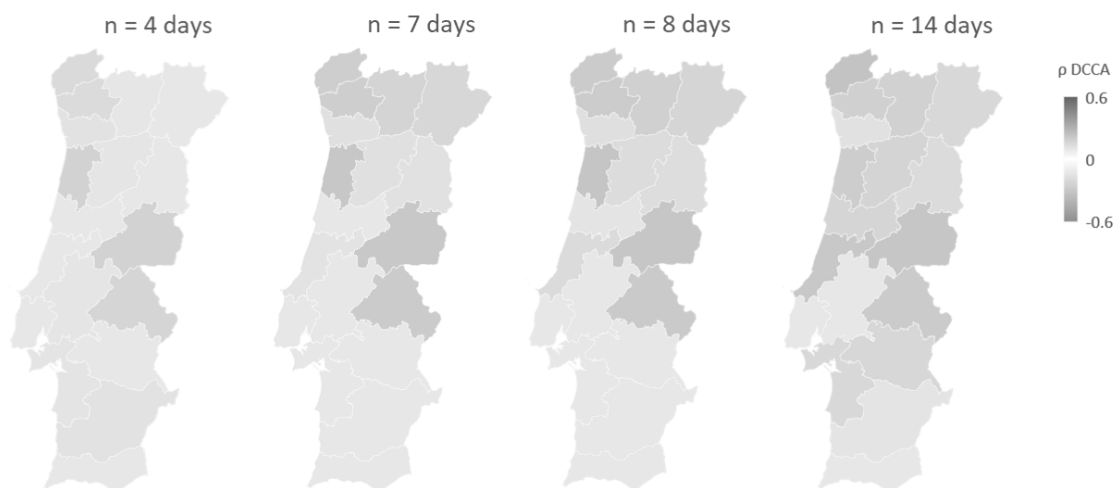 n = 4 days
n = 7 days
n = 8 days
n = 14 days
ρ DCCA
0.6
0
-0.6